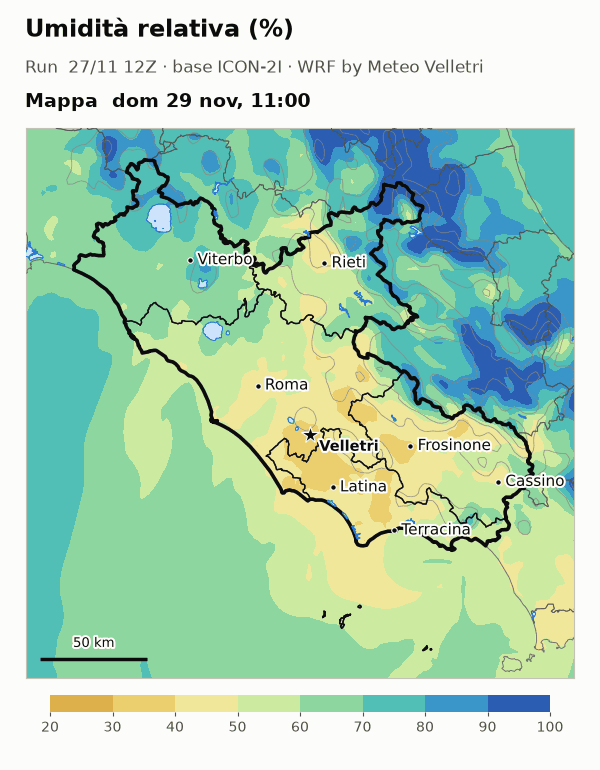 Umidità relativa (%)
Run 27/11 12Z · base ICON-2I · WRF by Meteo Velletri
Mappa dom 29 nov, 11:00
Viterbo
Rieti
Roma
Velletri
Frosinone
Latina
Cassino
Terracina
50 km
20 30 40 50 60 70 80 90 100